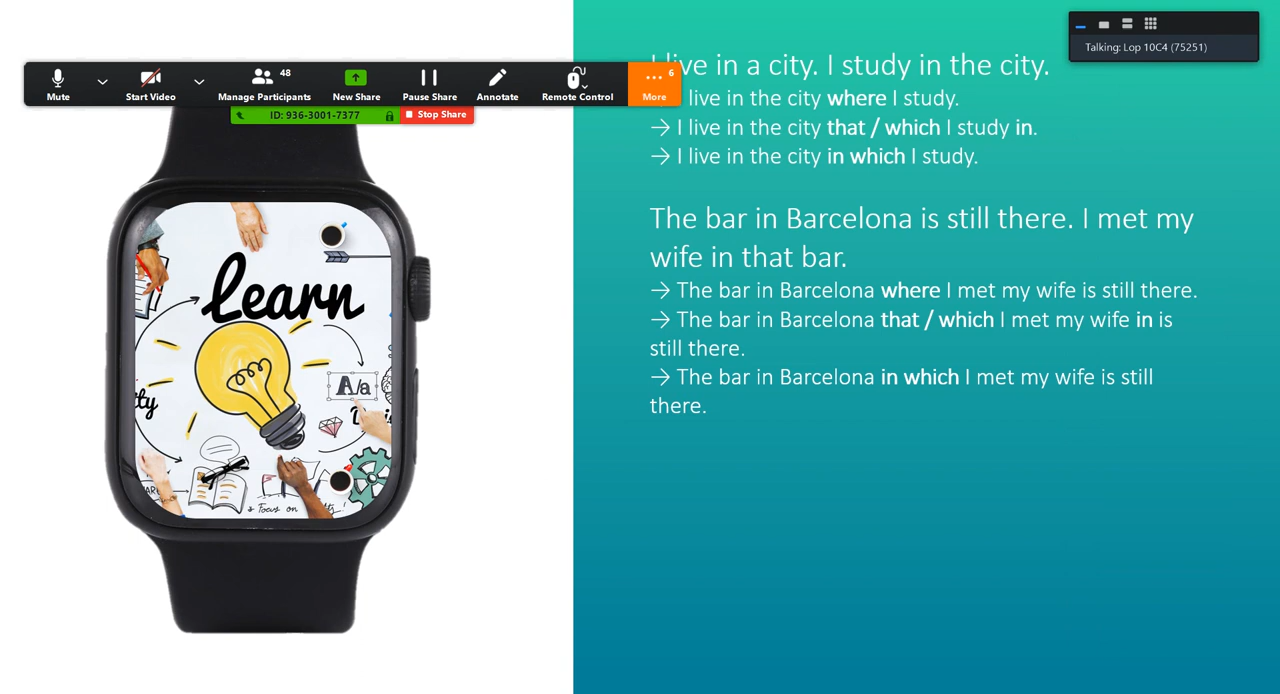 Talking: Lop 10C4 (75251)
48
6
Mute
Start Video
Manage Participants
New Share
Pause Share
Annotate
Remote Control
More
ID: 936-3001-7377
Stop Share
live in a city. I study in the city.
live in the city where I study.
→ I live in the city that / which I study in.
→ I live in the city in which I study.
The bar in Barcelona is still there. I met my
wife in that bar.
→ The bar in Barcelona where I met my wife is still there.
→ The bar in Barcelona that / which I met my wife in is
still there.
→ The bar in Barcelona in which I met my wife is still
there.
Learn
Aa
Focus on